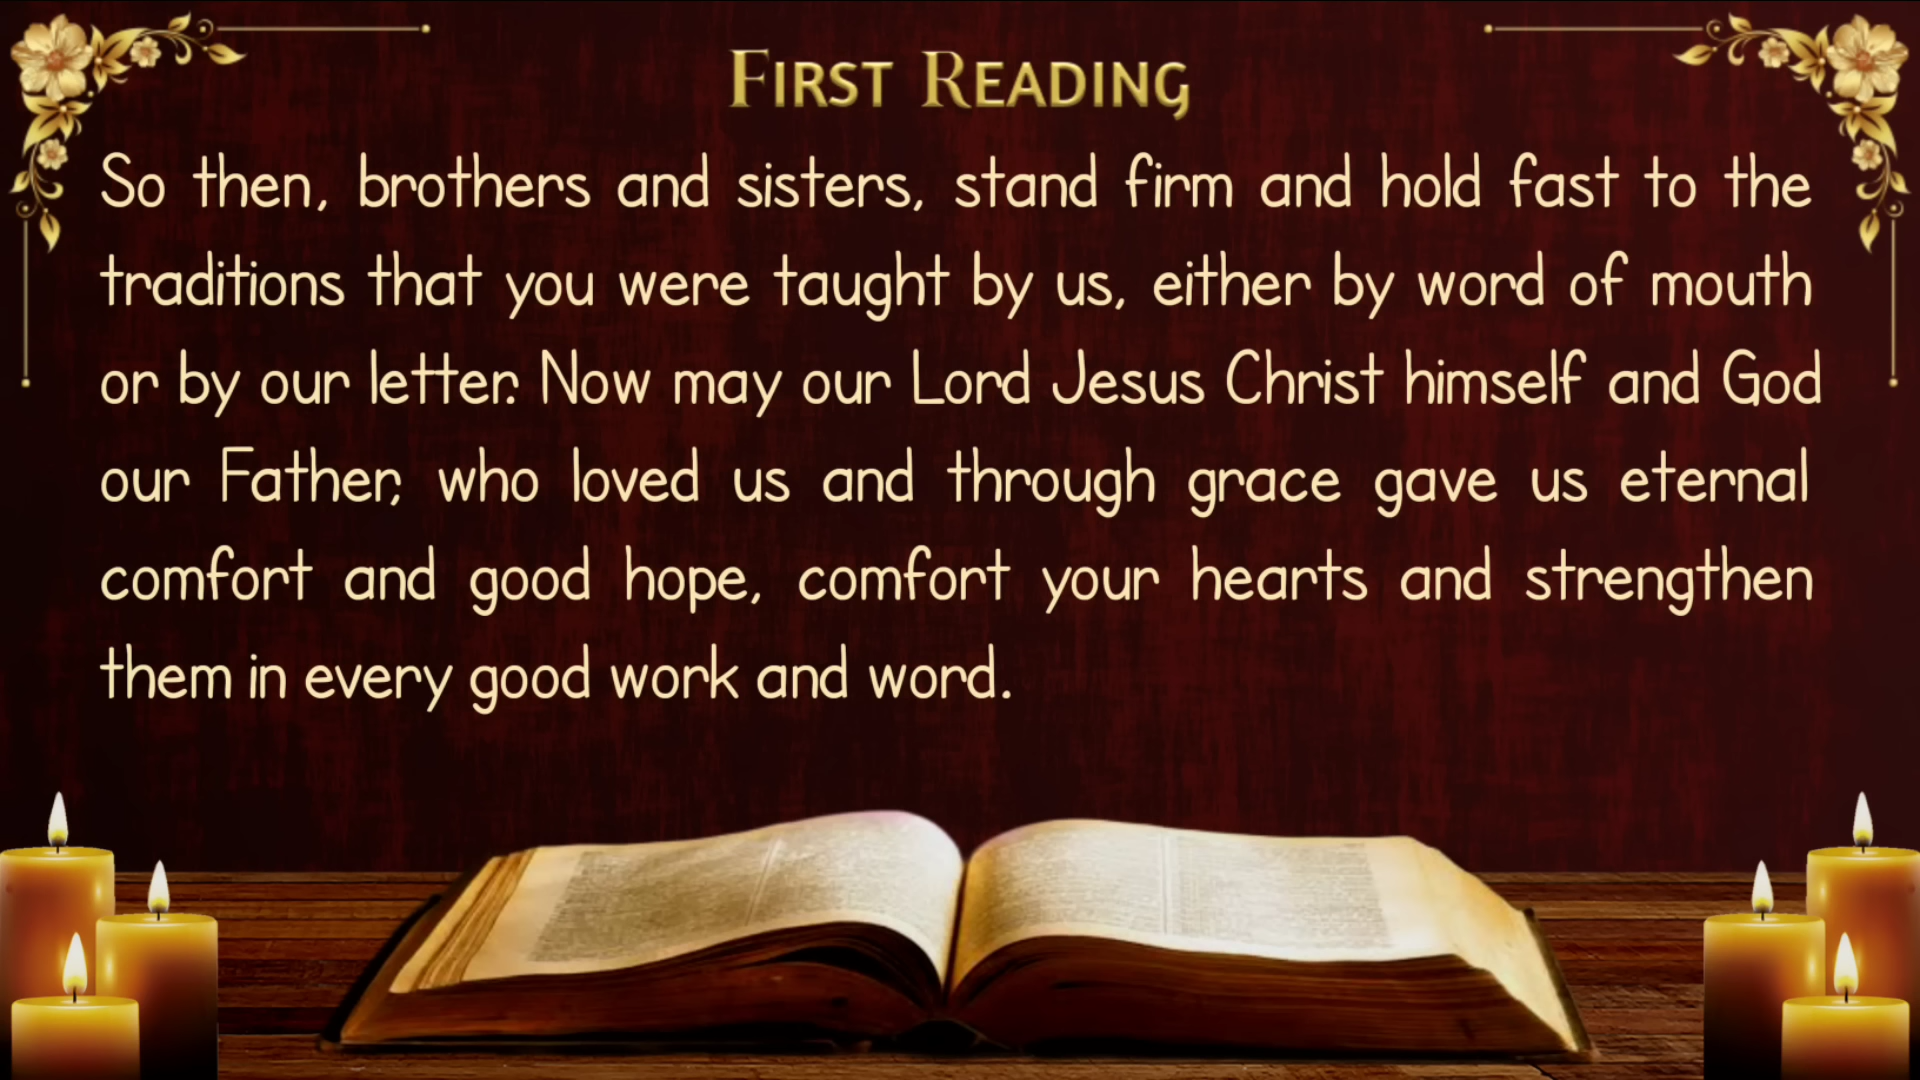 First Reading
So then, brothers and sisters, stand firm and hold fast to the
traditions that you were taught by us, either by word of mouth
or by our letter. Now may our Lord Jesus Christ himself and God
our Father, who loved us and through grace gave us eternal
comfort and good hope, comfort your hearts and strengthen
them in every good work and word.